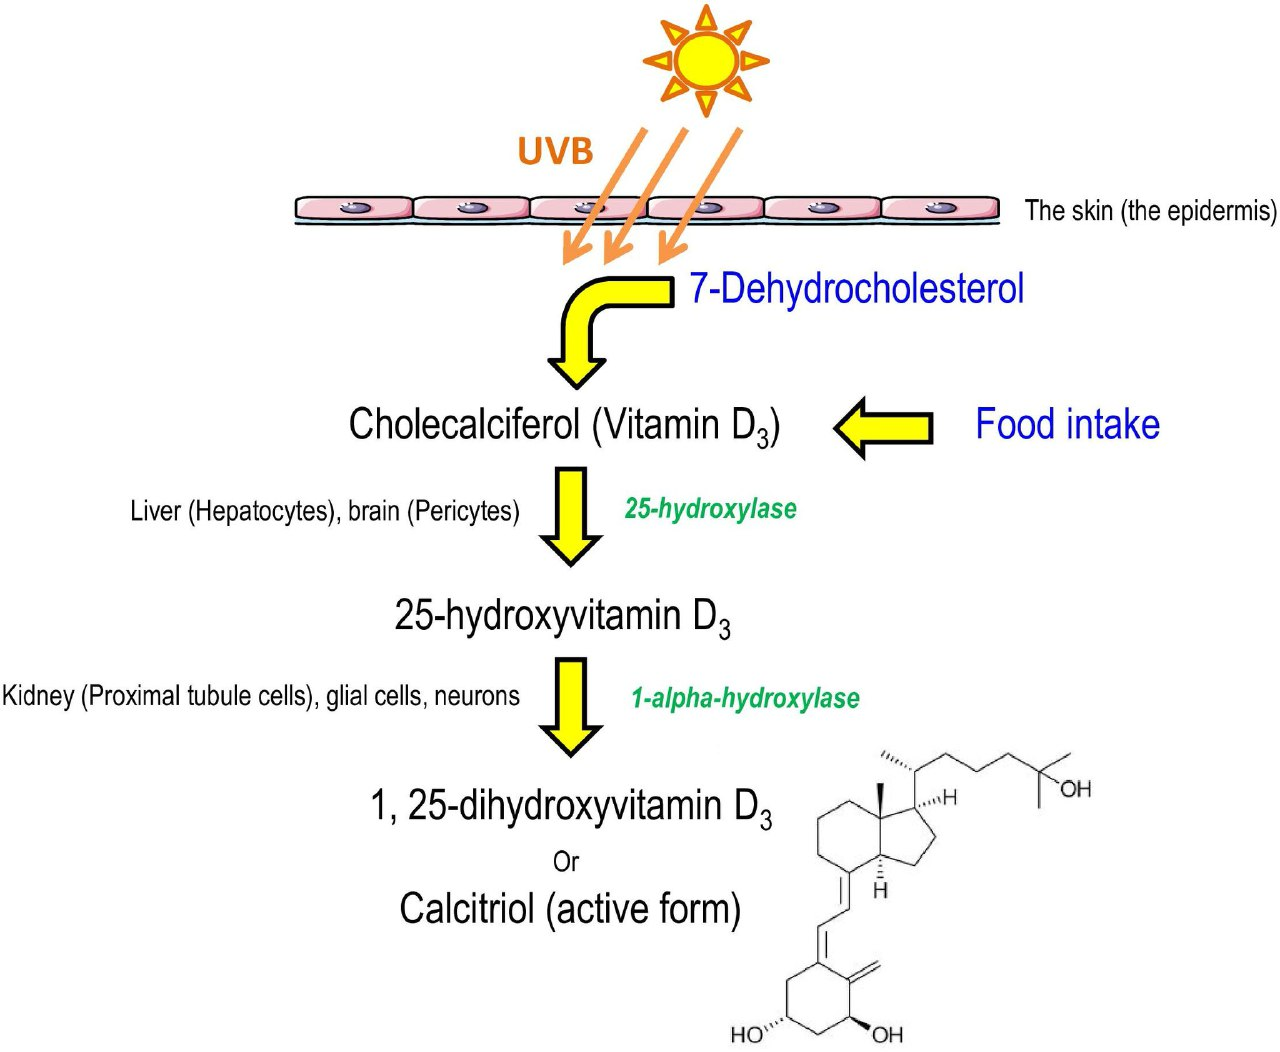 UVB
The skin (the epidermis)
7-Dehydrocholesterol
Cholecalciferol (Vitamin D3)
Food intake
Liver (Hepatocytes), brain (Pericytes)
25-hydroxylase
25-hydroxyvitamin D3
Kidney (Proximal tubule cells), glial cells, neurons
1-alpha-hydroxylase
1, 25-dihydroxyvitamin D3
Or
Calcitriol (active form)
OH
H
H
HO
OH